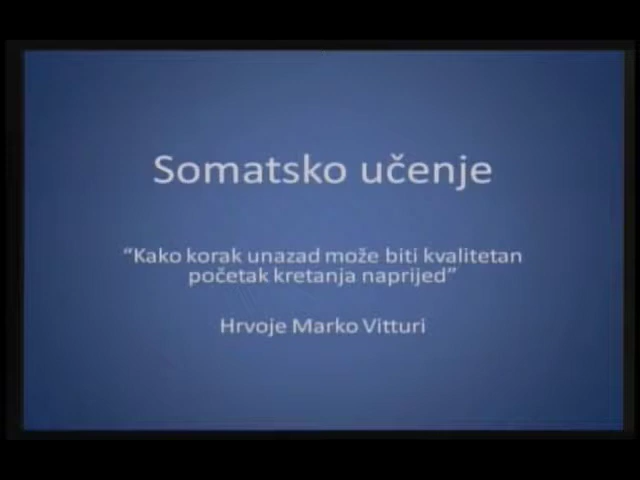 Somatsko učenje
“Kako korak unazad može biti kvalitetan
početak kretanja naprijed”
Hrvoje Marko Vitturi